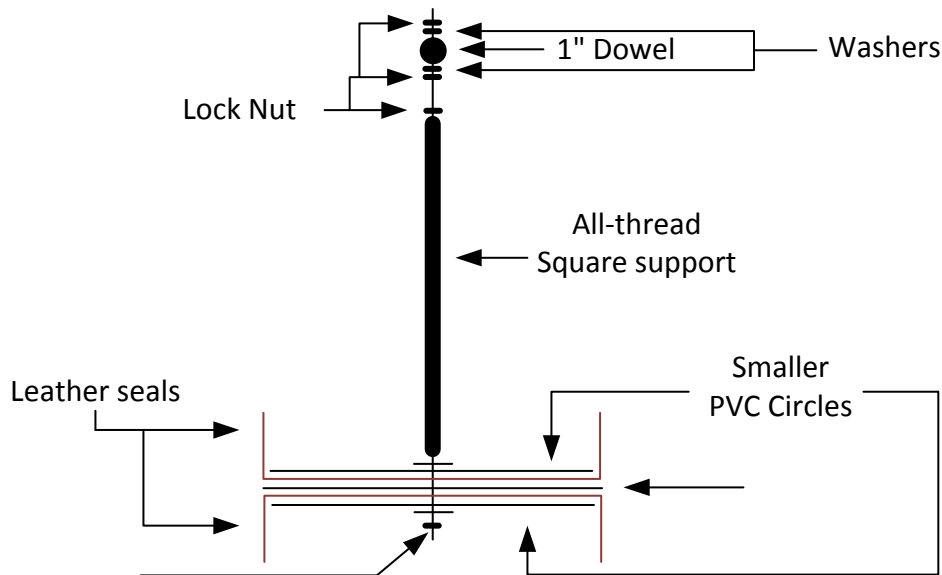 1" Dowel
Washers
Lock Nut
All-thread
Square support
Smaller
PVC Circles
Leather seals